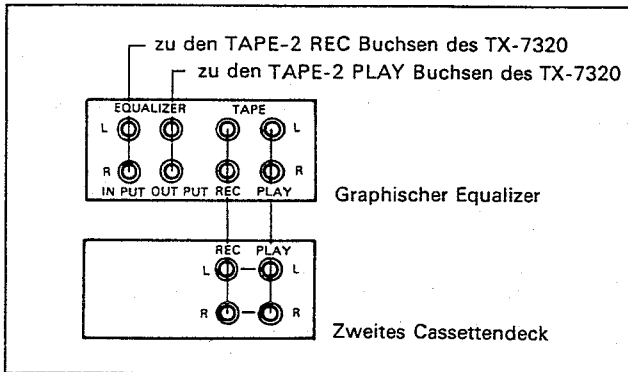 zu den TAPE-2 REC Buchsen des TX-7320
zu den TAPE-2 PLAY Buchsen des TX-7320
EQUALIZER TAPE
L L
R R
IN PUT OUT PUT REC PLAY
Graphischer Equalizer
REC PLAY
L L
R R
Zweites Cassettendeck